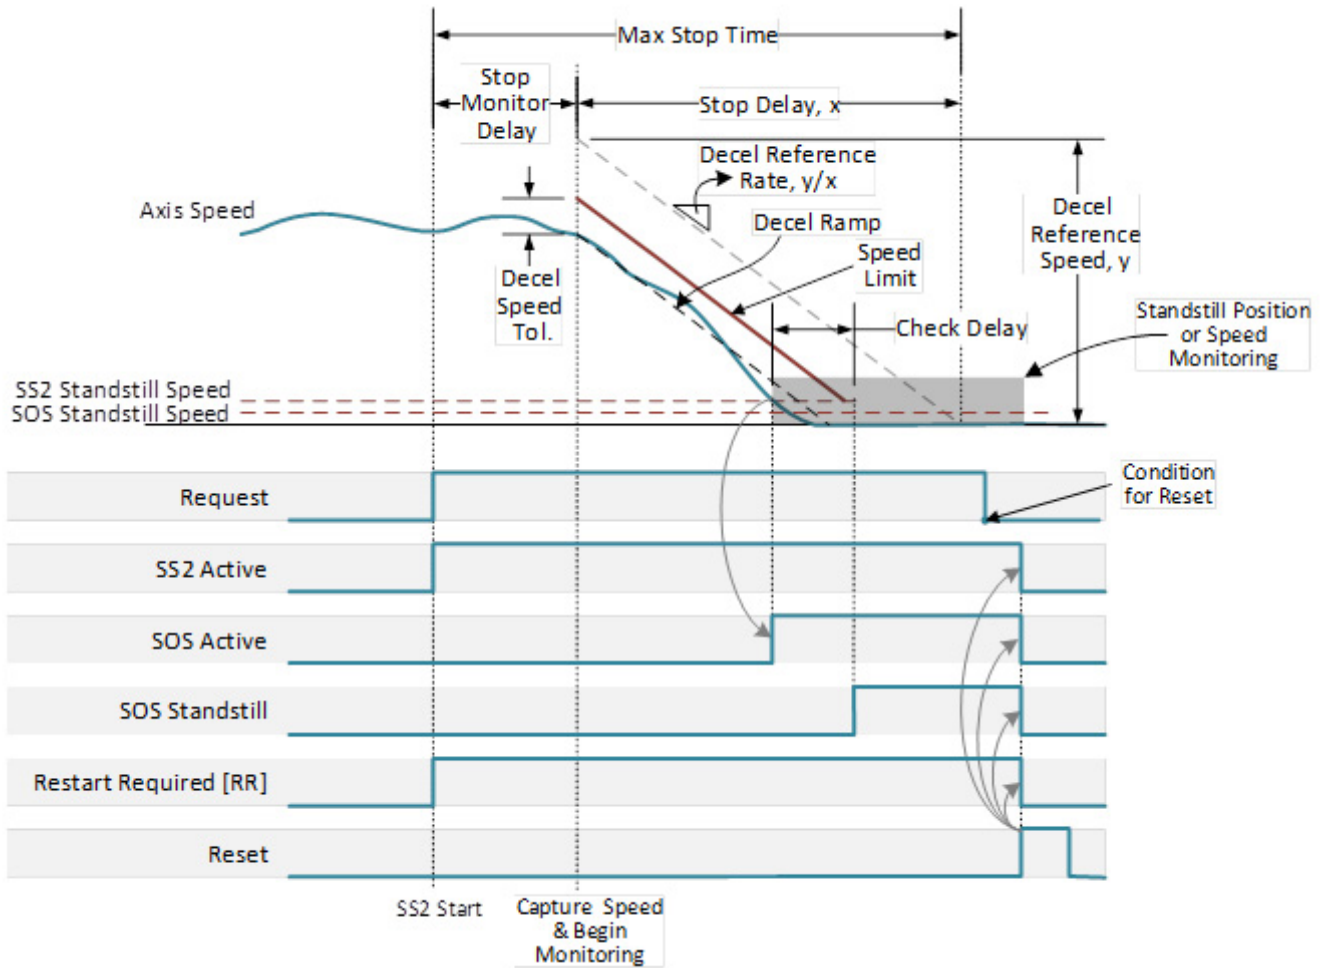 Max Stop Time
Stop
Monitor
Delay
Stop Delay, x
Decel Reference
Rate, y/x
Axis Speed
Decel Ramp
Decel
Reference
Speed, y
Speed
Limit
Decel
Speed
Tol.
Check Delay
Standstill Position
or Speed
Monitoring
SS2 Standstill Speed
SOS Standstill Speed
Request
Condition
for Reset
SS2 Active
SOS Active
SOS Standstill
Restart Required [RR]
Reset
SS2 Start
Capture Speed
& Begin
Monitoring